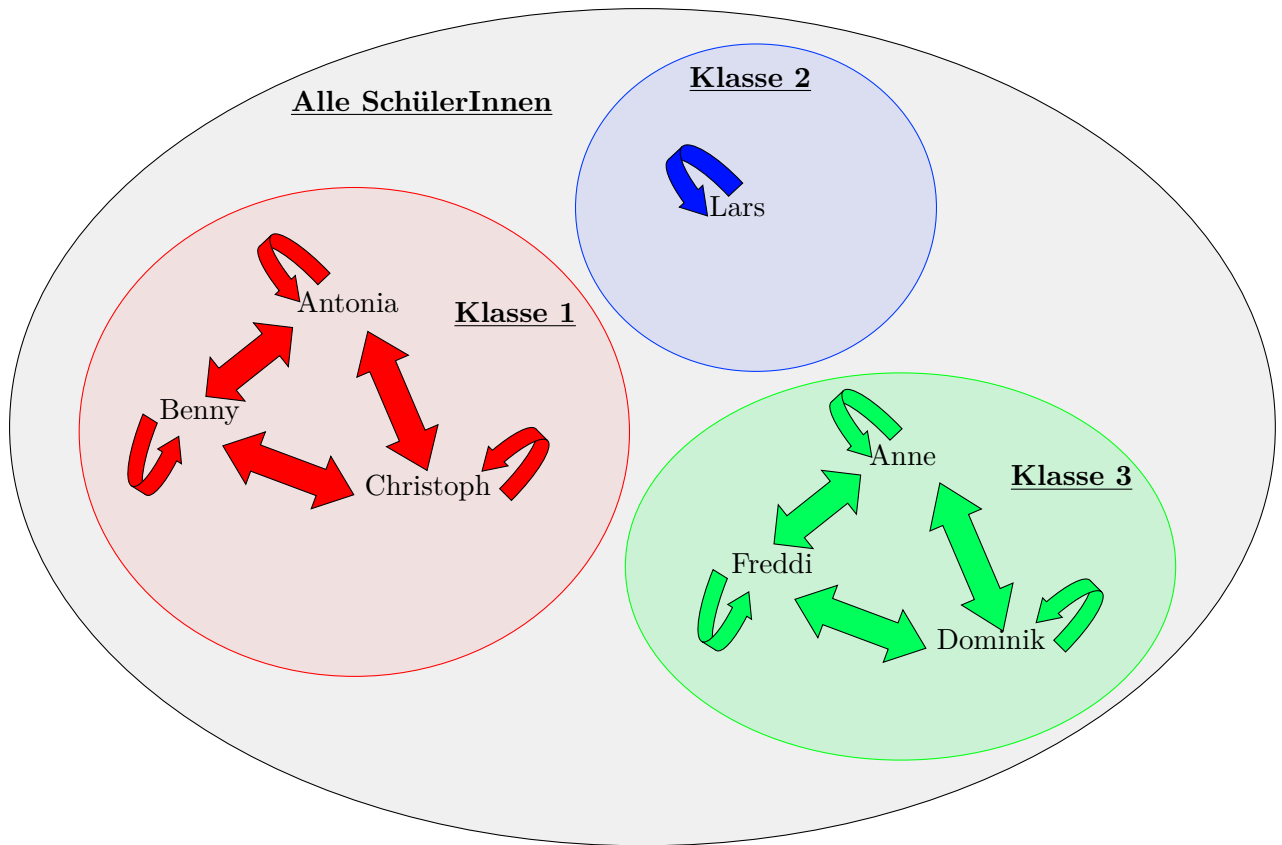 Klasse 2
Alle SchülerInnen
Lars
Antonia
Klasse 1
Benny
Christoph
Anne
Klasse 3
Freddi
Dominik